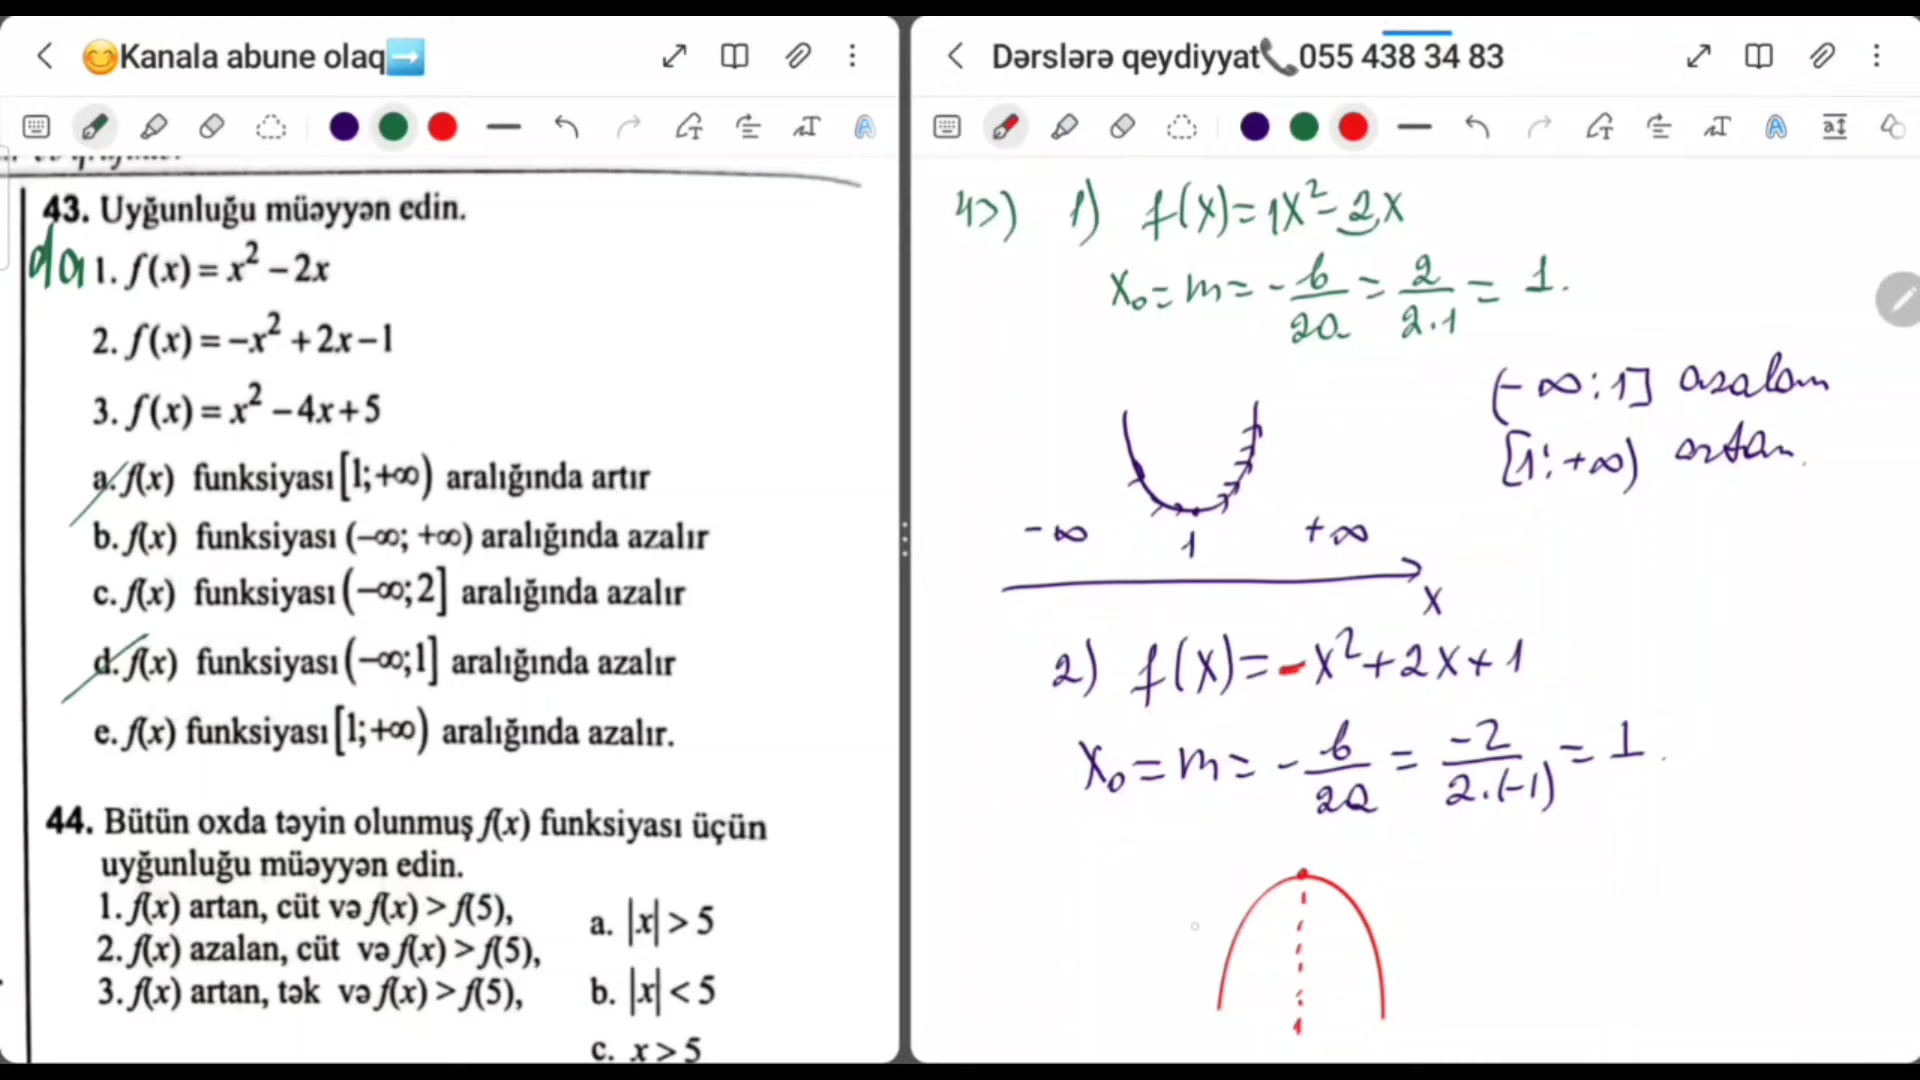 😊Kanala abune olaq➡️
43. Uyğunluğu müəyyən edin.
da 1. f(x) = x² − 2x
2. f(x) = −x² + 2x − 1
3. f(x) = x² − 4x + 5
a. f(x) funksiyası [1; +∞) aralığında artır
b. f(x) funksiyası (−∞; +∞) aralığında azalır
c. f(x) funksiyası (−∞; 2] aralığında azalır
d. f(x) funksiyası (−∞; 1] aralığında azalır
e. f(x) funksiyası [1; +∞) aralığında azalır.
44. Bütün oxda təyin olunmuş f(x) funksiyası üçün
uyğunluğu müəyyən edin.
1. f(x) artan, cüt və f(x) > f(5),
2. f(x) azalan, cüt və f(x) > f(5),
3. f(x) artan, tək və f(x) > f(5),
a. |x| > 5
b. |x| < 5
c. x > 5
Dərslərə qeydiyyat📞055 438 34 83
43) 1) f(x) = 1x² − 2x
x₀ = m = − b/2a = 2/2·1 = 1.
(−∞; 1] azalan
[1; +∞) artan.
−∞ 1 +∞
x
2) f(x) = −x² + 2x + 1
x₀ = m = − b/2a = −2/2·(−1) = 1.
1